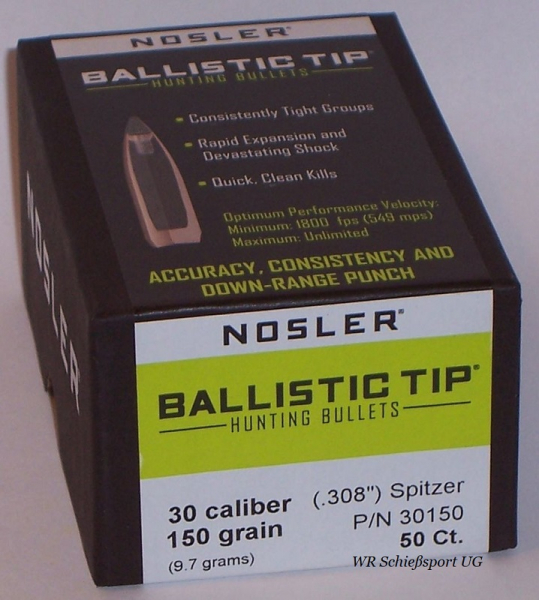 NOSLER®
BALLISTIC TIP®
HUNTING BULLETS
• Consistently Tight Groups
• Rapid Expansion and
Devastating Shock
• Quick, Clean Kills
Optimum Performance Velocity:
Minimum: 1800 fps (549 mps)
Maximum: Unlimited
ACCURACY, CONSISTENCY AND
DOWN-RANGE PUNCH
NOSLER
NOSLER®
BALLISTIC TIP®
HUNTING BULLETS
30 caliber (.308") Spitzer
150 grain P/N 30150
(9.7 grams) 50 Ct.
WR Schießsport UG